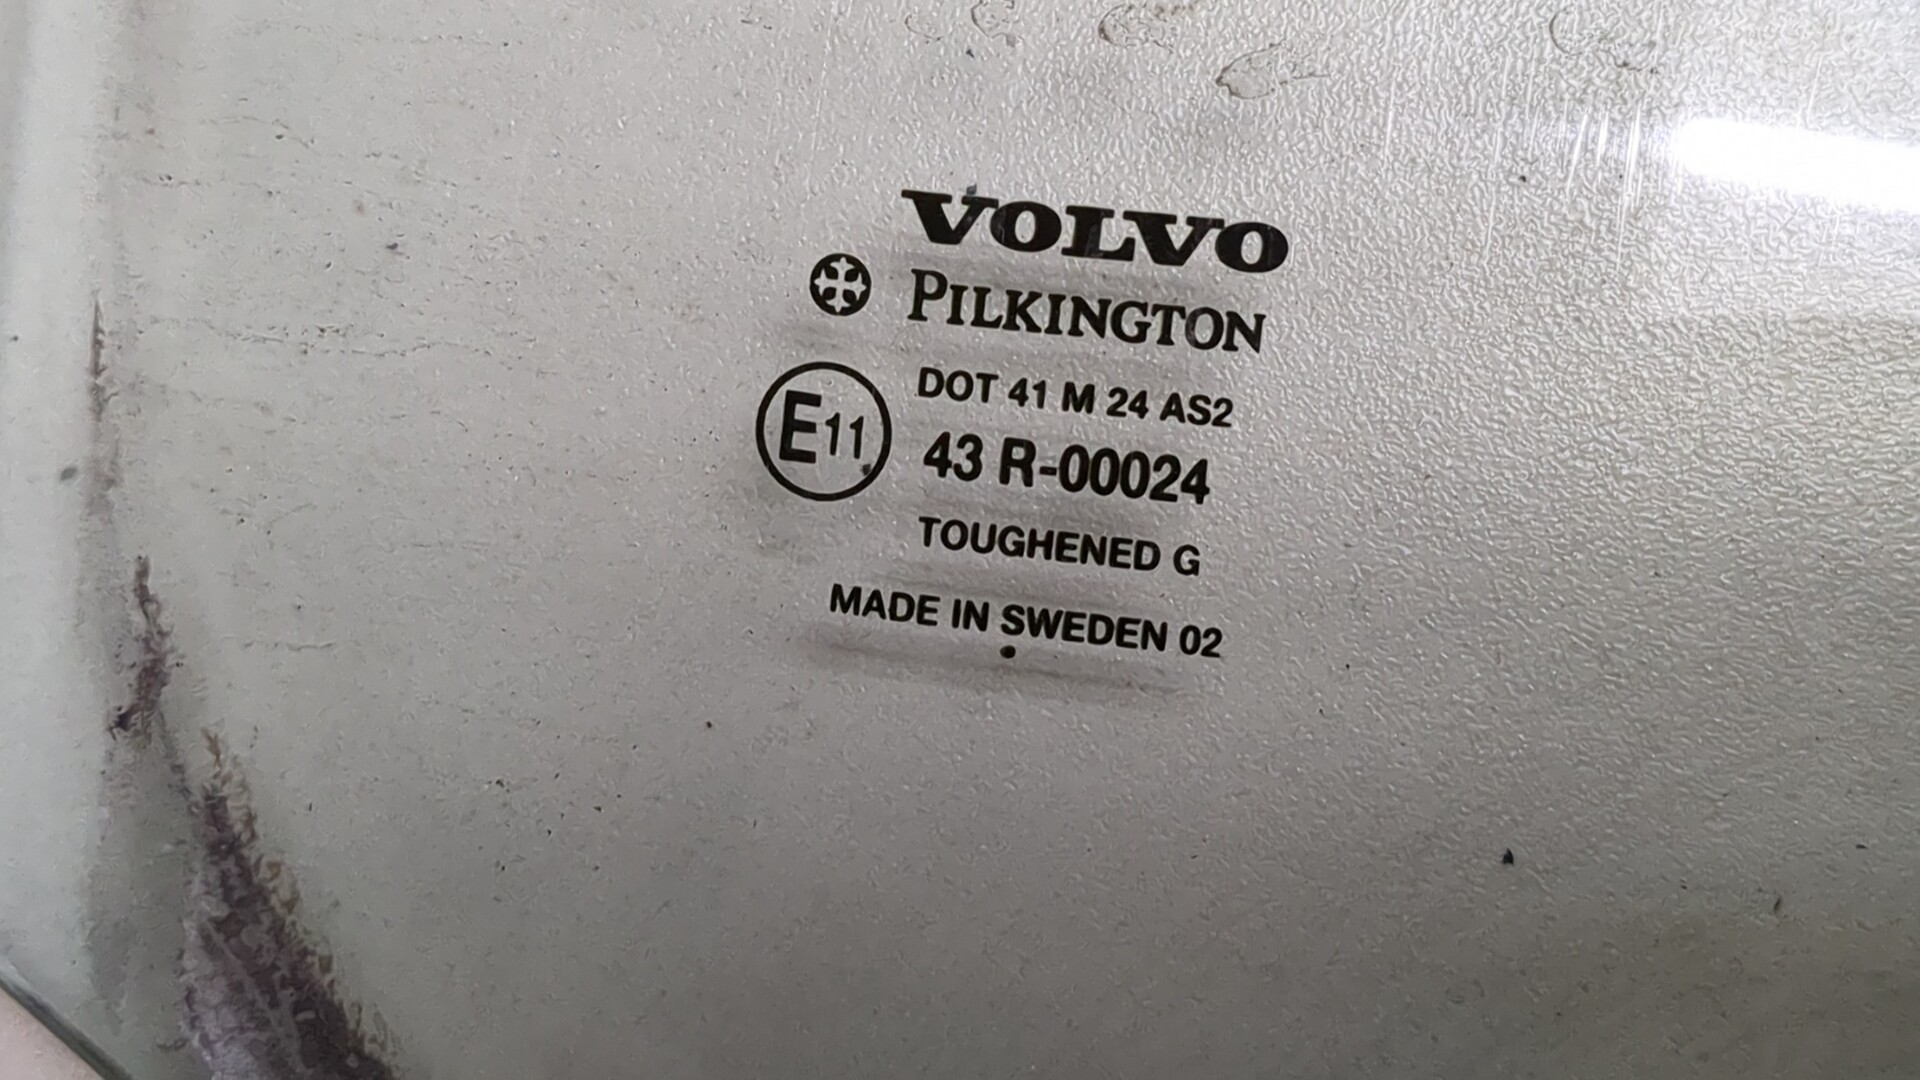 VOLVO
PILKINGTON
DOT 41 M 24 AS2
E11 43 R-00024
TOUGHENED G
MADE IN SWEDEN 02